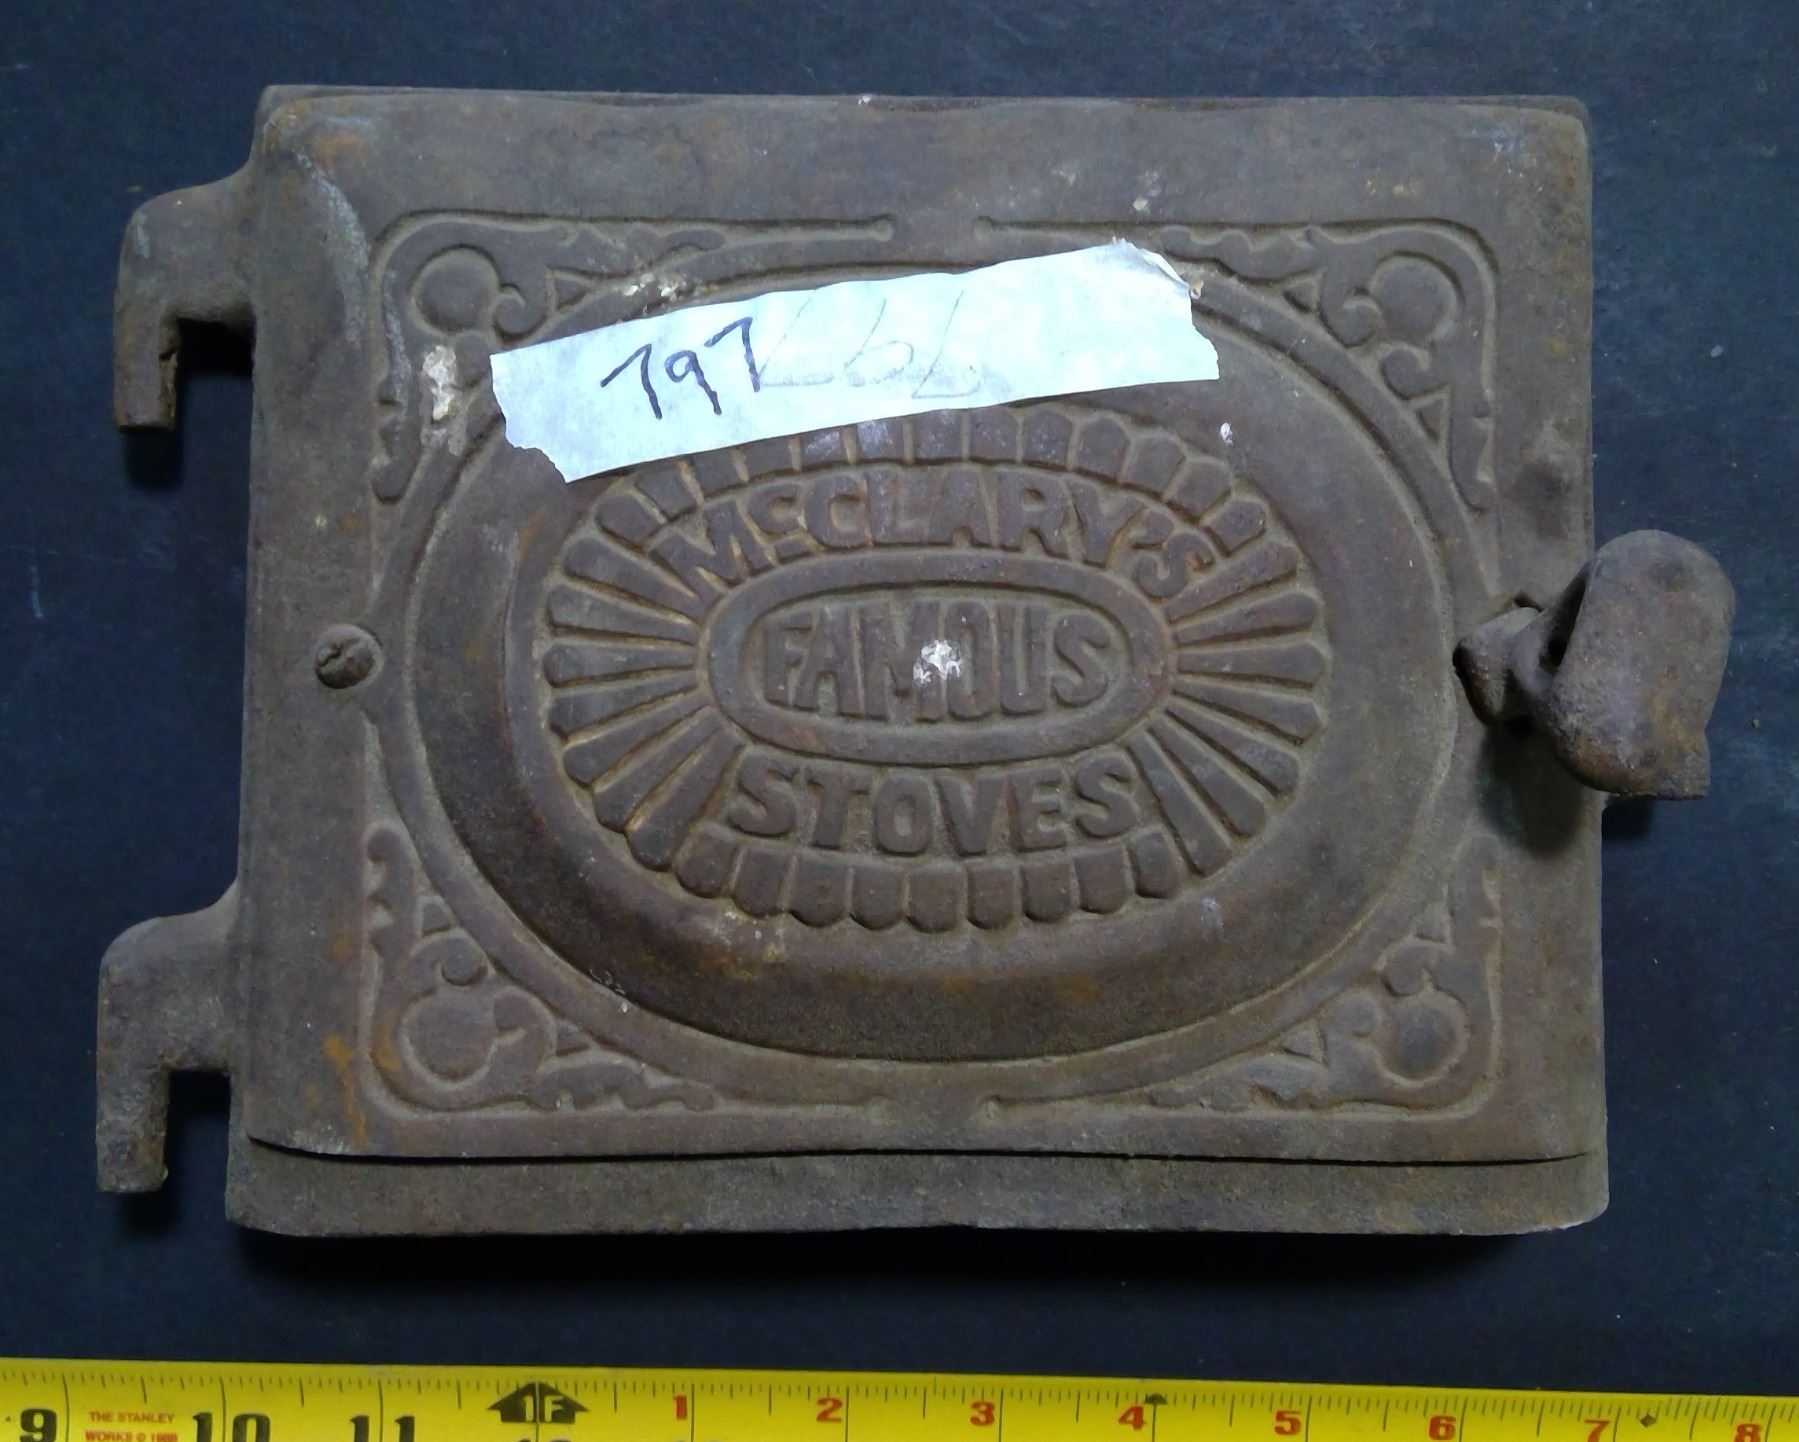 797
McCLARY'S
FAMOUS
STOVES
9 THE STANLEY 10 11 1F 1 2 3 4 5 6 7 8
WORKS © 1988